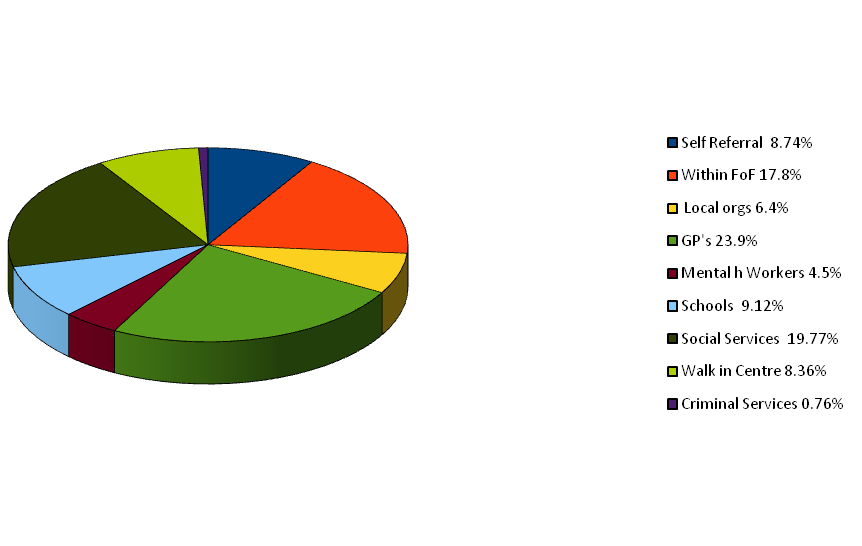 Self Referral 8.74%
Within FoF 17.8%
Local orgs 6.4%
GP's 23.9%
Mental h Workers 4.5%
Schools 9.12%
Social Services 19.77%
Walk in Centre 8.36%
Criminal Services 0.76%